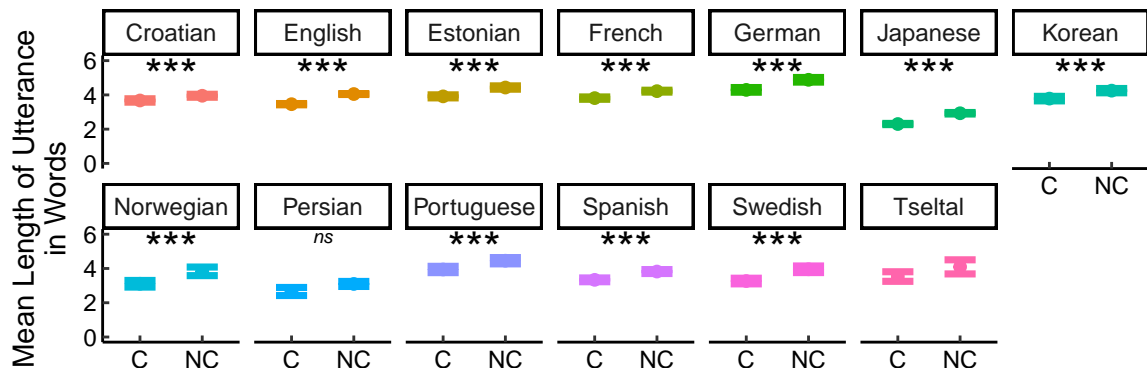 Mean Length of Utterance
in Words
Croatian English Estonian French German Japanese Korean
6 *** *** *** *** *** *** ***
4
2
0
C NC
Norwegian Persian Portuguese Spanish Swedish Tseltal
6 *** ns *** *** ***
4
2
0
C NC C NC C NC C NC C NC C NC